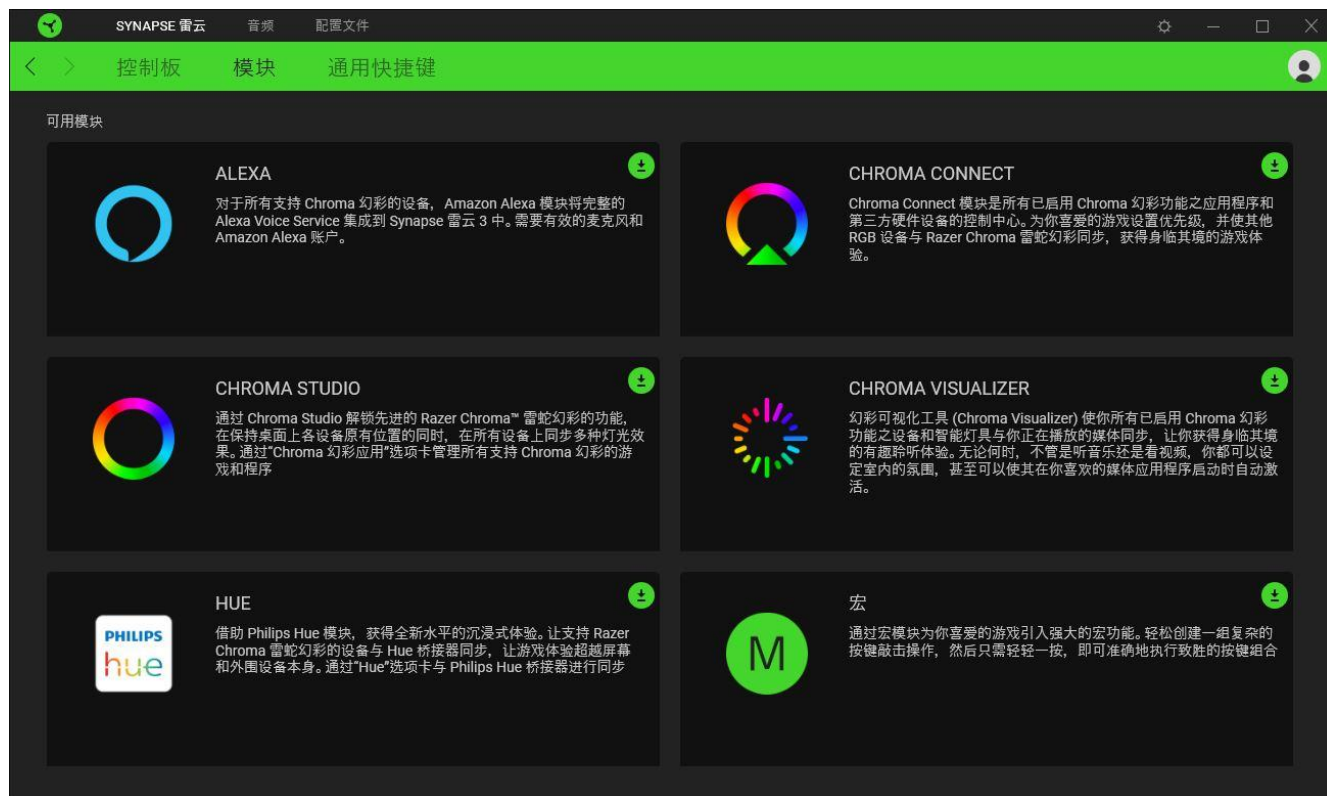 SYNAPSE 雷云 音频 配置文件
控制板 模块 通用快捷键
可用模块
ALEXA
对于所有支持 Chroma 幻彩的设备，Amazon Alexa 模块将完整的
Alexa Voice Service 集成到 Synapse 雷云 3 中。需要有效的麦克风和
Amazon Alexa 账户。
CHROMA CONNECT
Chroma Connect 模块是所有已启用 Chroma 幻彩功能之应用程序和
第三方硬件设备的控制中心。为你喜爱的游戏设置优先级，并使其他
RGB 设备与 Razer Chroma 雷蛇幻彩同步，获得身临其境的游戏体
验。
CHROMA STUDIO
通过 Chroma Studio 解锁先进的 Razer Chroma™ 雷蛇幻彩的功能，
在保持桌面上各设备原有位置的同时，在所有设备上同步多种灯光效
果。通过“Chroma 幻彩应用”选项卡管理所有支持 Chroma 幻彩的游
戏和程序
CHROMA VISUALIZER
幻彩可视化工具 (Chroma Visualizer) 使你所有已启用 Chroma 幻彩
功能之设备和智能灯具与你正在播放的媒体同步，让你获得身临其境
的有趣聆听体验。无论何时，不管是听音乐还是看视频，你都可以设
定室内的氛围，甚至可以使其在你喜欢的媒体应用程序启动时自动激
活。
PHILIPS
hue
HUE
借助 Philips Hue 模块，获得全新水平的沉浸式体验。让支持 Razer
Chroma 雷蛇幻彩的设备与 Hue 桥接器同步，让游戏体验超越屏幕
和外围设备本身。通过“Hue”选项卡与 Philips Hue 桥接器进行同步
M
宏
通过宏模块为你喜爱的游戏引入强大的宏功能。轻松创建一组复杂的
按键敲击操作，然后只需轻轻一按，即可准确地执行致胜的按键组合